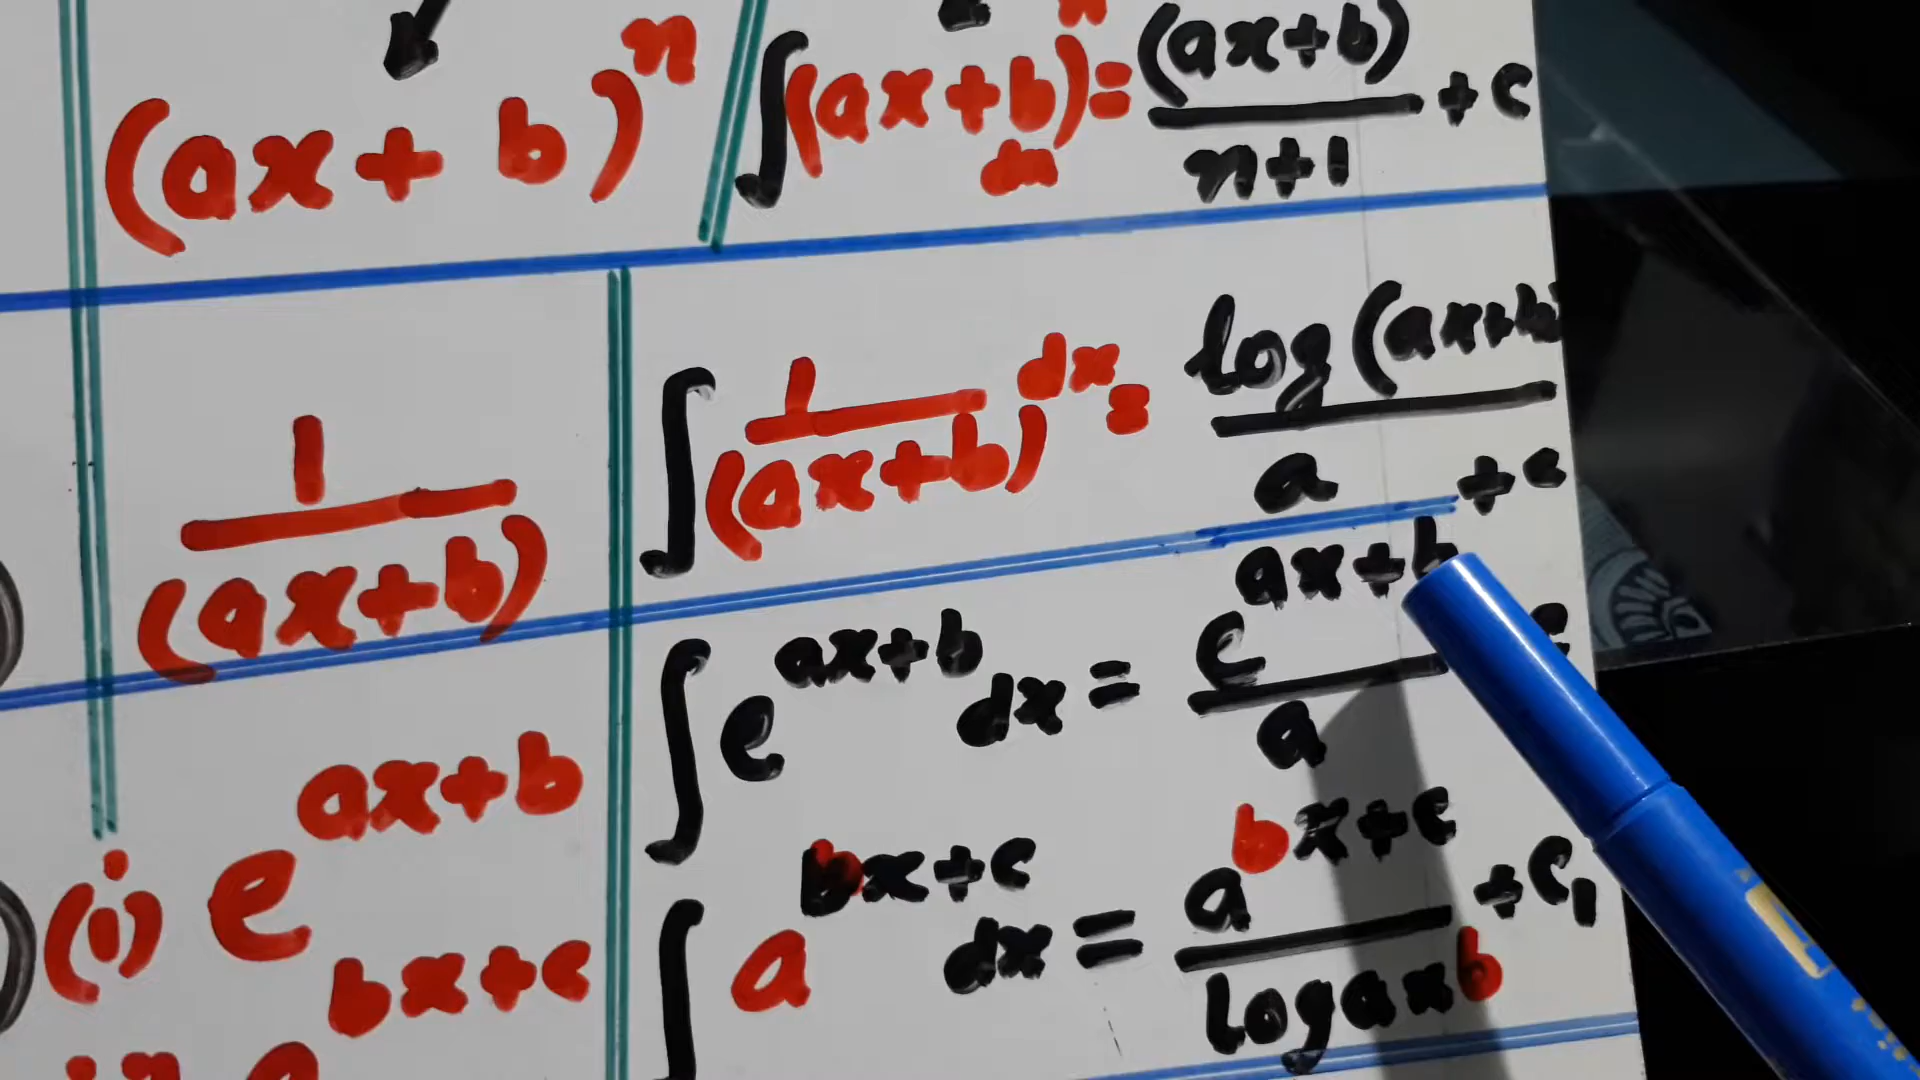 (ax+b)ⁿ
∫(ax+b)ⁿ dx = (ax+b) / n+1 + c
1 / (ax+b)
∫ 1/(ax+b) dx = log(ax+b / a + c
(i) e^ax+b
∫ e^ax+b dx = e^ax+b / a
bx+c
∫ a^bx+c dx = a^bx+c / loga×b + c₁